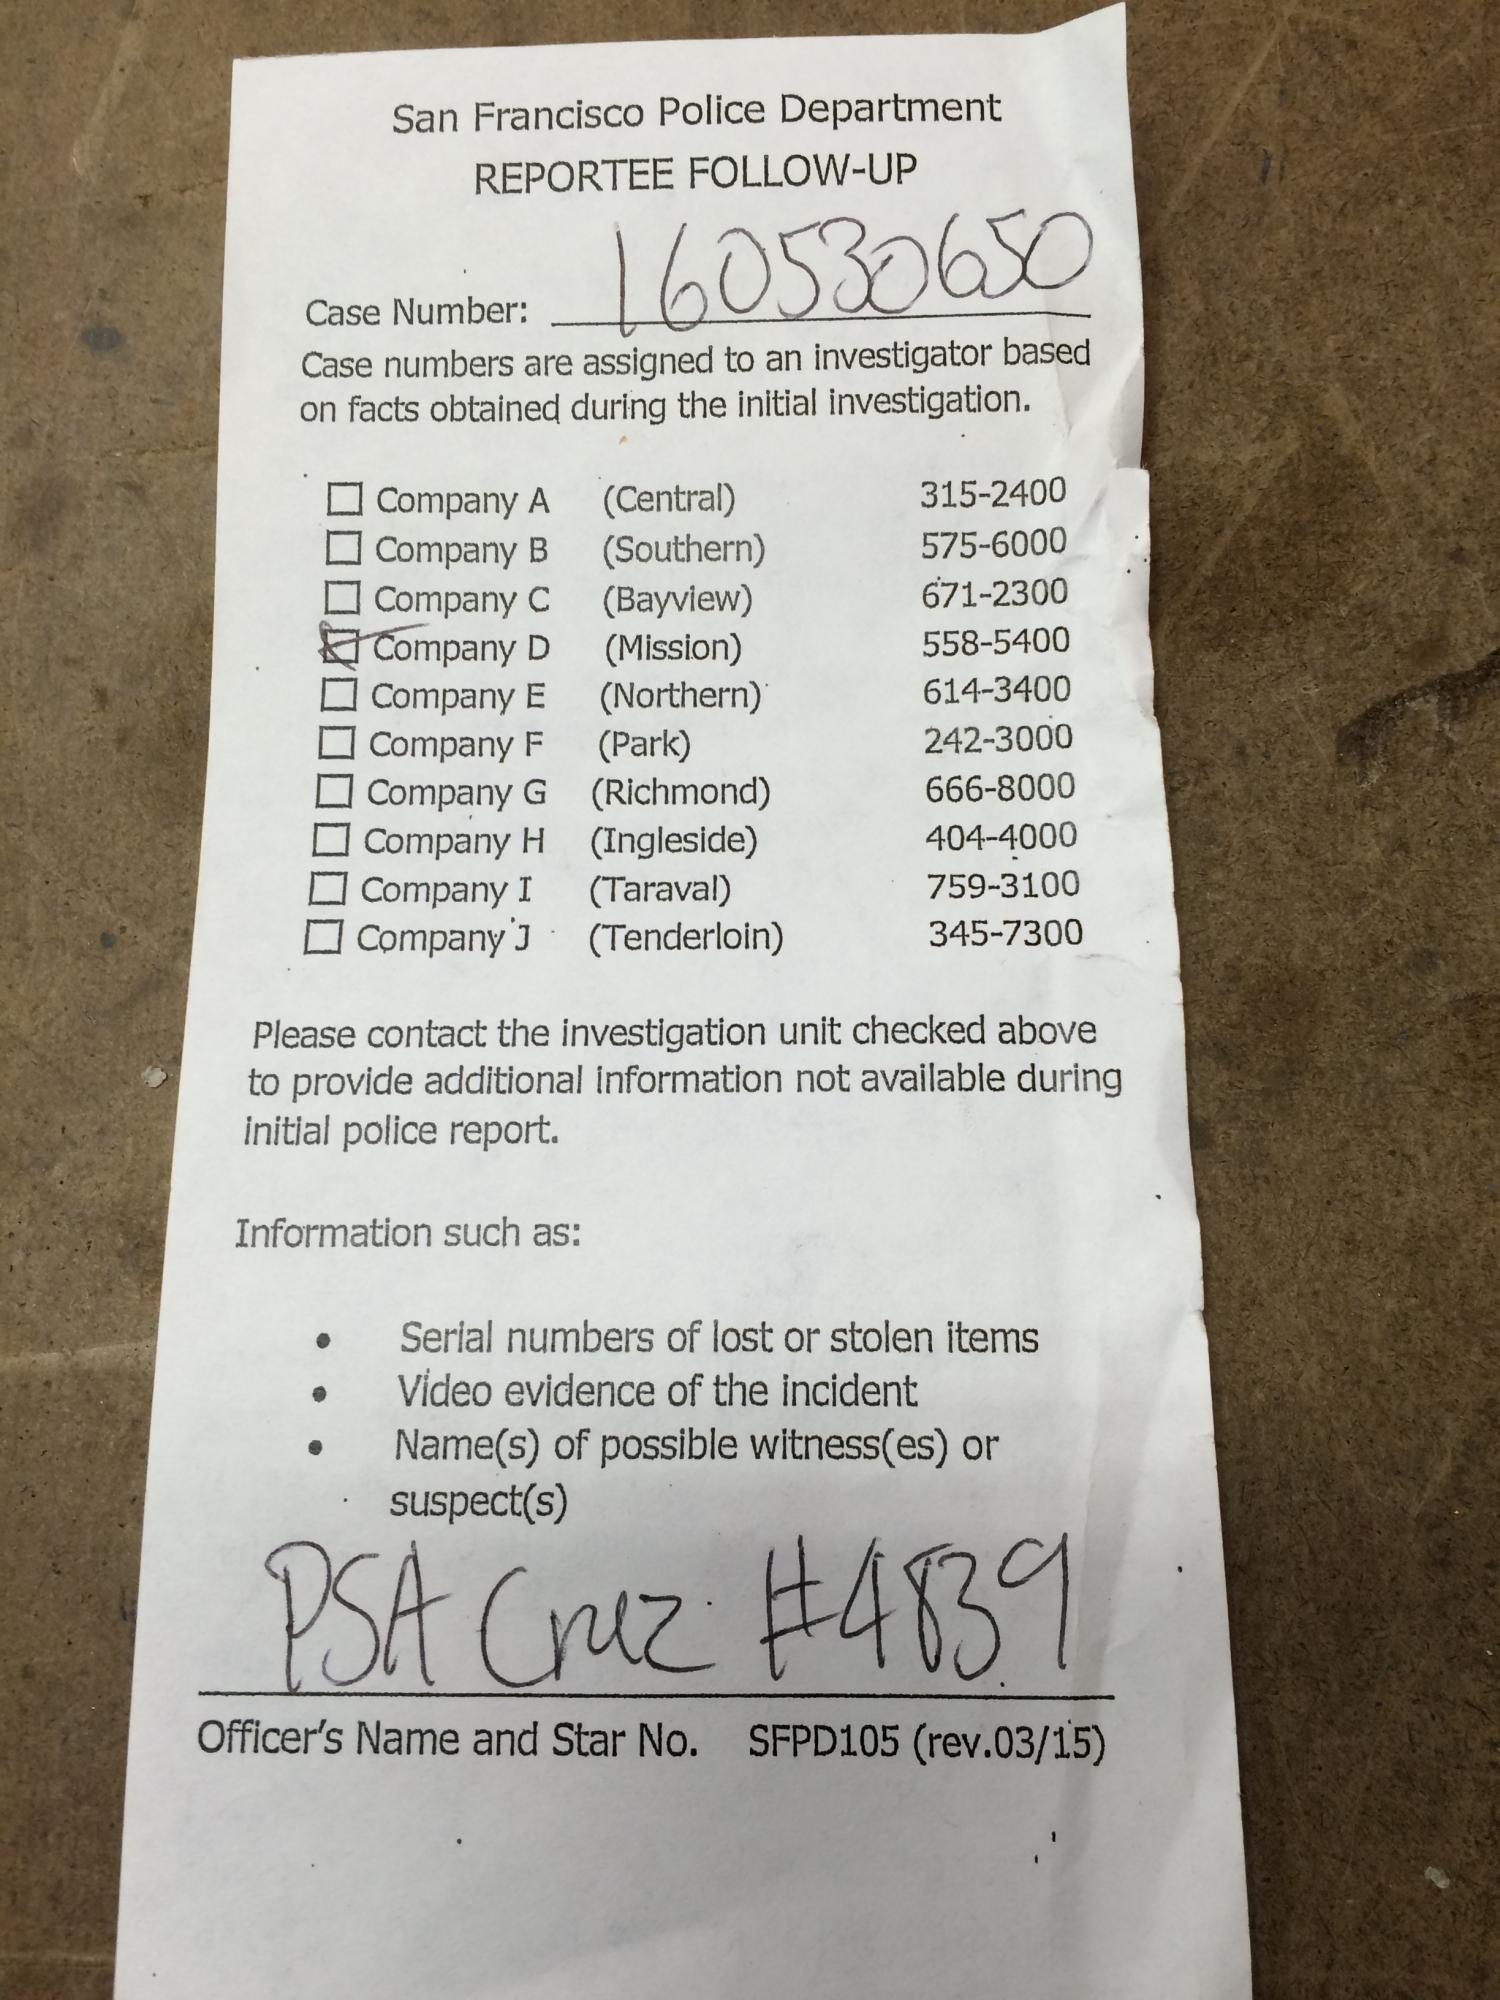 San Francisco Police Department
REPORTEE FOLLOW-UP
Case Number: 160530650
Case numbers are assigned to an investigator based
on facts obtained during the initial investigation.
☐ Company A (Central) 315-2400
☐ Company B (Southern) 575-6000
☐ Company C (Bayview) 671-2300
☒ Company D (Mission) 558-5400
☐ Company E (Northern) 614-3400
☐ Company F (Park) 242-3000
☐ Company G (Richmond) 666-8000
☐ Company H (Ingleside) 404-4000
☐ Company I (Taraval) 759-3100
☐ Company J (Tenderloin) 345-7300
Please contact the investigation unit checked above
to provide additional information not available during
initial police report.
Information such as:
• Serial numbers of lost or stolen items
• Video evidence of the incident
• Name(s) of possible witness(es) or
suspect(s)
PSA Cruz #4839
Officer's Name and Star No. SFPD105 (rev.03/15)